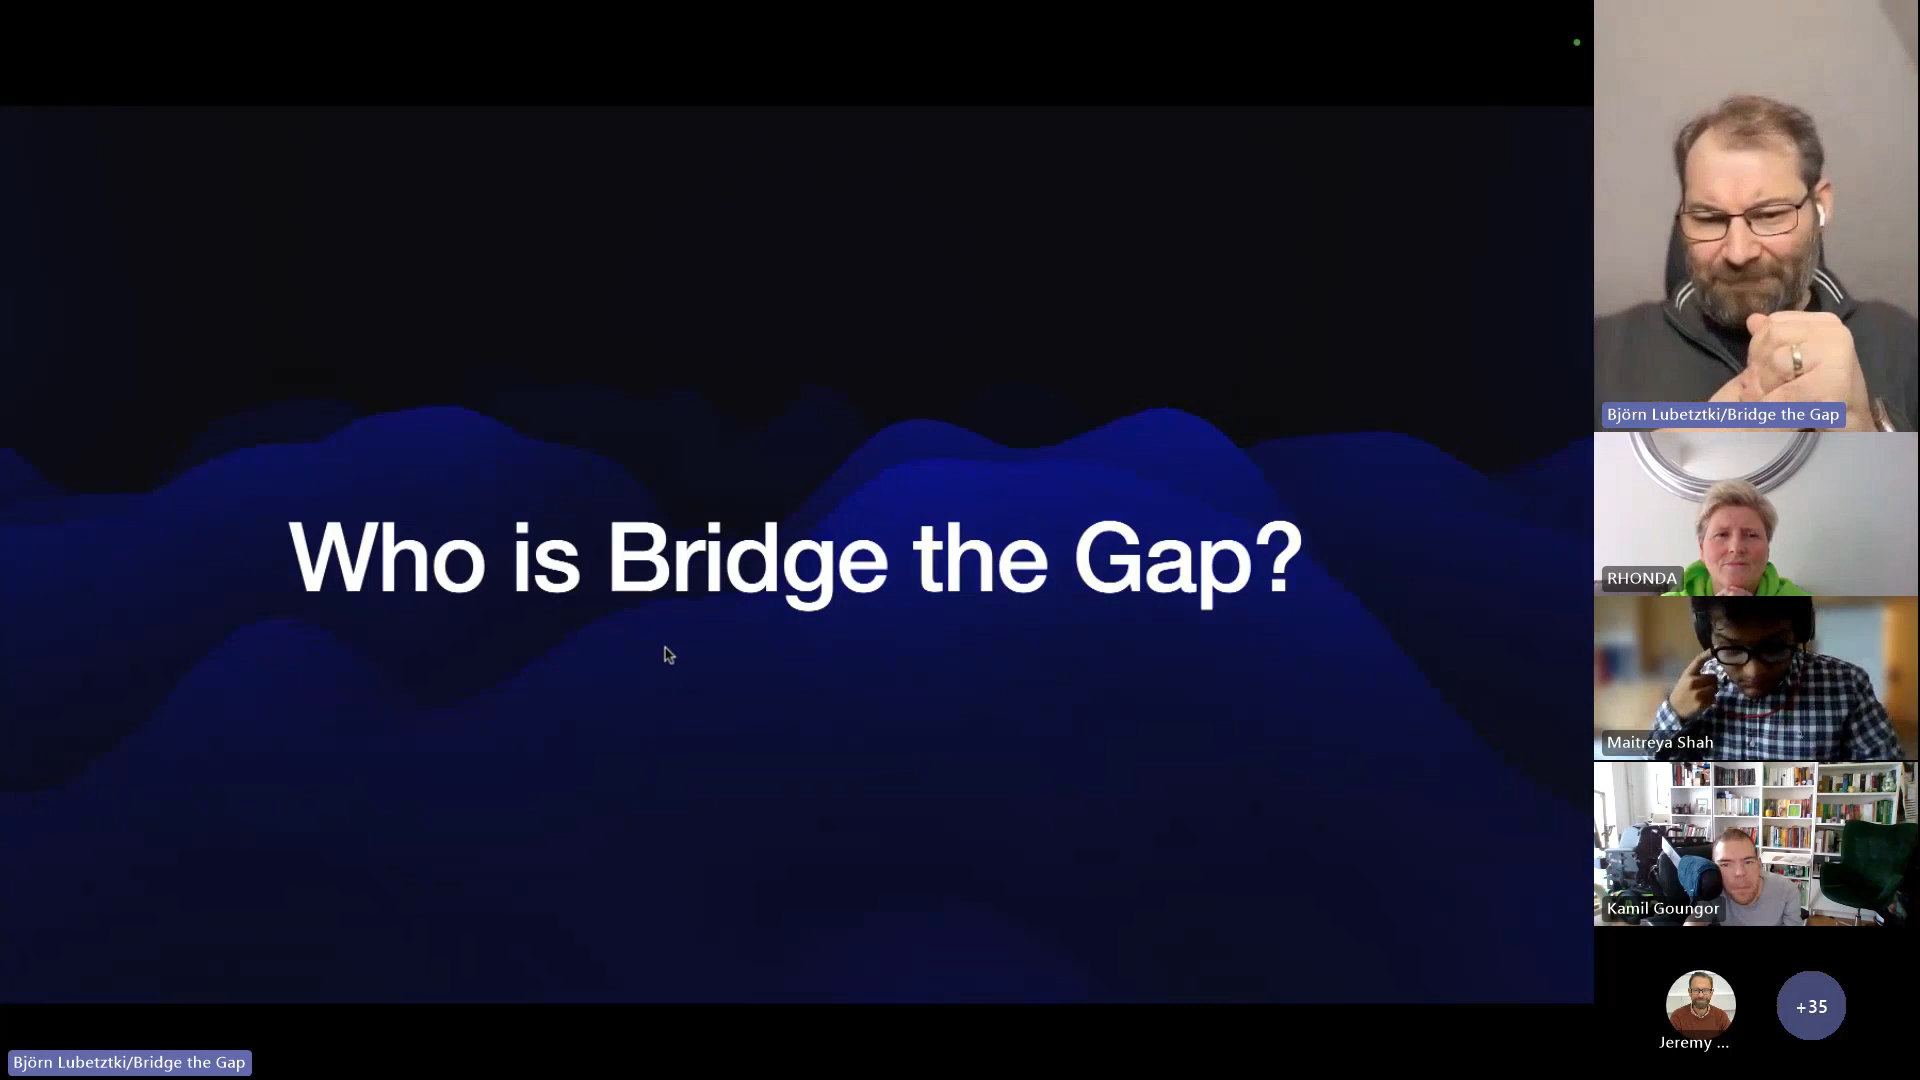 Who is Bridge the Gap?
Björn Lubetztki/Bridge the Gap
RHONDA
Maitreya Shah
Kamil Goungor
Jeremy ...
+35
Björn Lubetztki/Bridge the Gap